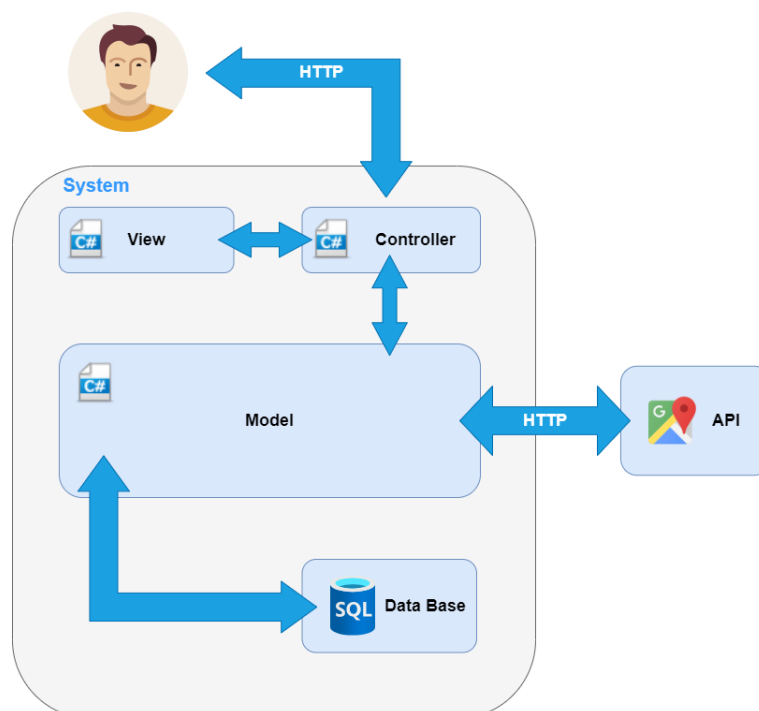 HTTP
System
C# View
C# Controller
C#
Model
HTTP
G API
SQL Data Base